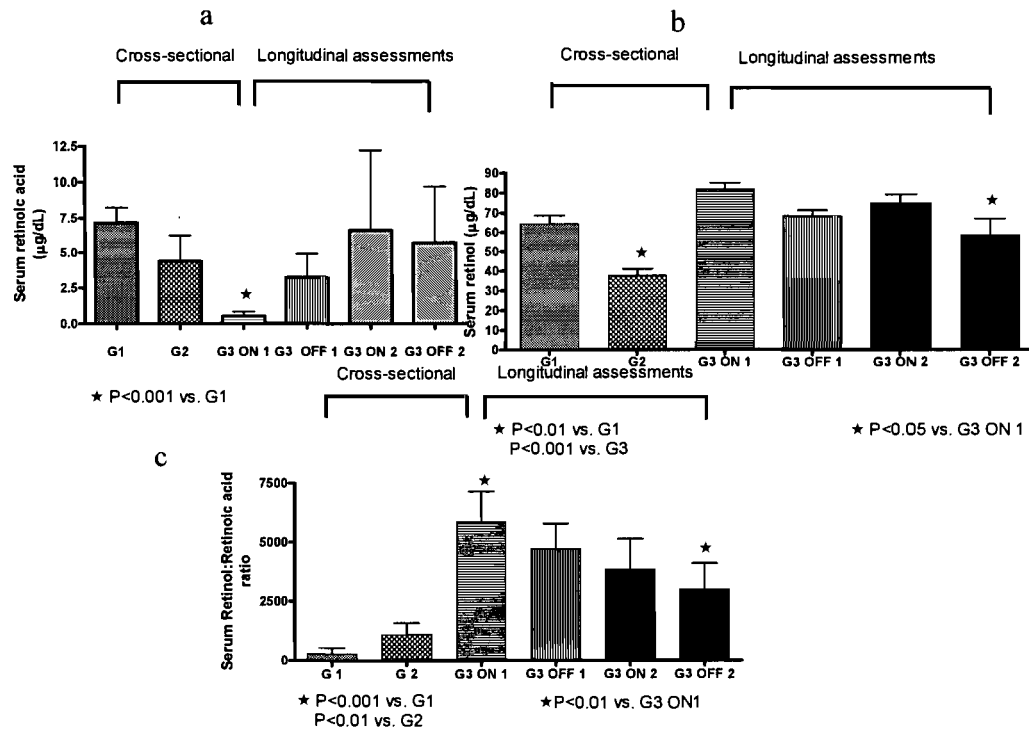 a
Cross-sectional
Longitudinal assessments
Serum retinoic acid
(µg/dL)
12.5
10.0
7.5
5.0
2.5
0.0
G1
G2
G3 ON 1
G3 OFF 1
G3 ON 2
G3 OFF 2
★ P<0.001 vs. G1
b
Cross-sectional
Longitudinal assessments
Serum retinol (µg/dL)
90
80
70
60
50
40
30
20
10
0
G1
G2
G3 ON 1
G3 OFF 1
G3 ON 2
G3 OFF 2
★ P<0.01 vs. G1
P<0.001 vs. G3
★ P<0.05 vs. G3 ON 1
c
Cross-sectional
Longitudinal assessments
Serum Retinol:Retinoic acid
ratio
7500
5000
2500
0
G 1
G 2
G3 ON 1
G3 OFF 1
G3 ON 2
G3 OFF 2
★ P<0.001 vs. G1
P<0.01 vs. G2
★P<0.01 vs. G3 ON1